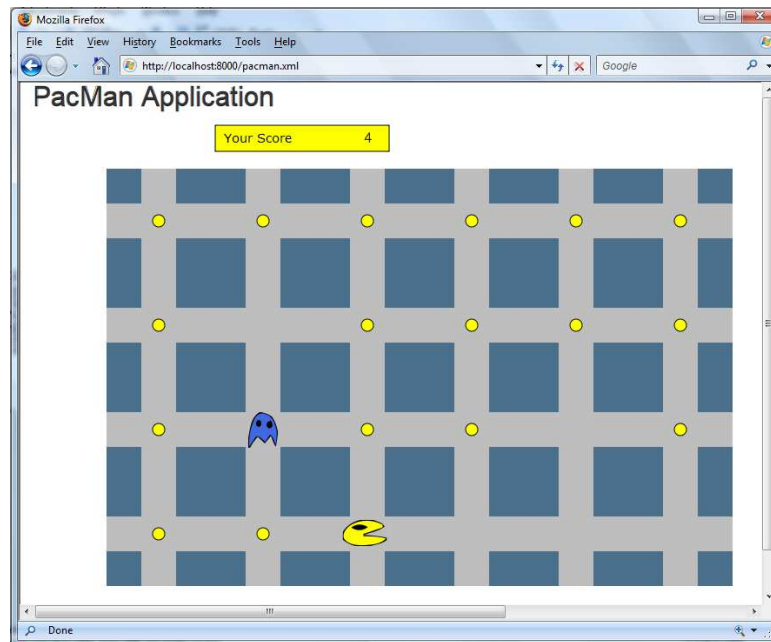 Mozilla Firefox
File Edit View History Bookmarks Tools Help
http://localhost:8000/pacman.xml
Google
PacMan Application
Your Score 4
Done